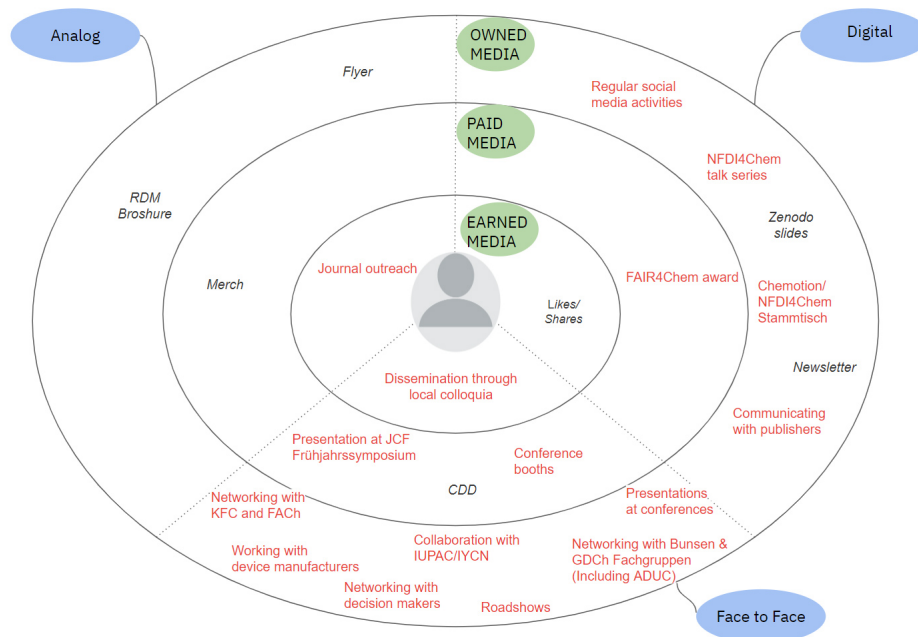 Analog
OWNED
MEDIA
Digital
Flyer
Regular social
media activities
PAID
MEDIA
NFDI4Chem
talk series
RDM
Broshure
Zenodo
slides
EARNED
MEDIA
Journal outreach
Merch
FAIR4Chem award
Likes/
Shares
Chemotion/
NFDI4Chem
Stammtisch
Newsletter
Dissemination through
local colloquia
Communicating
with publishers
Presentation at JCF
Frühjahrssymposium
Conference
booths
CDD
Networking with
KFC and FACh
Presentations
at conferences
Collaboration with
IUPAC/IYCN
Working with
device manufacturers
Networking with Bunsen &
GDCh Fachgruppen
(Including ADUC)
Networking with
decision makers
Roadshows
Face to Face